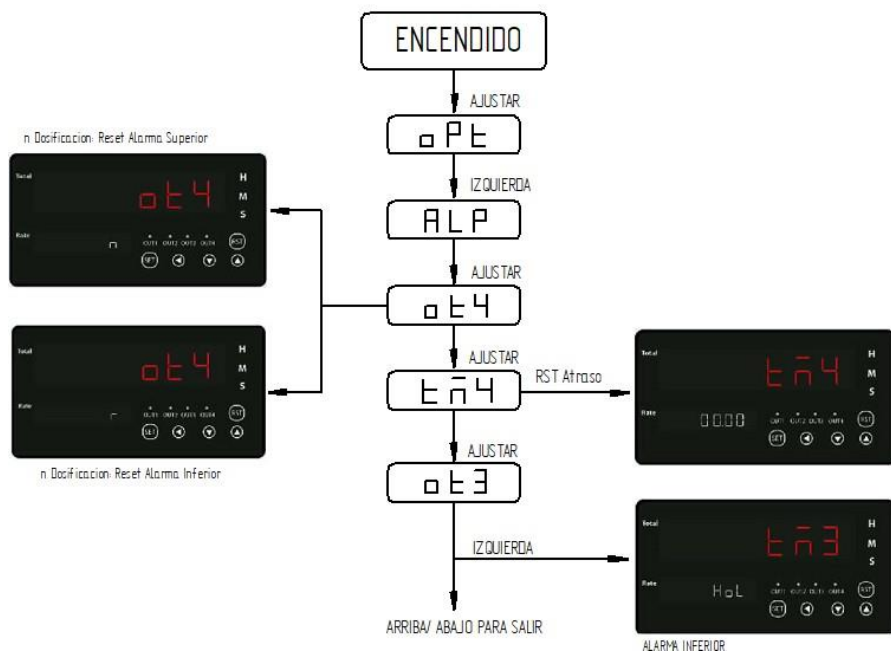 ENCENDIDO
AJUSTAR
oPt
IZQUIERDA
ALP
AJUSTAR
ot4
AJUSTAR
tñ4
RST Atraso
AJUSTAR
ot3
IZQUIERDA
ARRIBA/ ABAJO PARA SALIR
n Dosificacion: Reset Alarma Superior
Total
ot4
H
M
S
Rate
n
OUT1 OUT2 OUT3 OUT4
RST
SET
Total
ot4
H
M
S
Rate
r
OUT1 OUT2 OUT3 OUT4
RST
SET
n Dosificacion: Reset Alarma Inferior
Total
tñ4
H
M
S
Rate
00.00
OUT1 OUT2 OUT3 OUT4
RST
SET
Total
tñ3
H
M
S
Rate
HoL
OUT1 OUT2 OUT3 OUT4
RST
SET
ALARMA INFERIOR